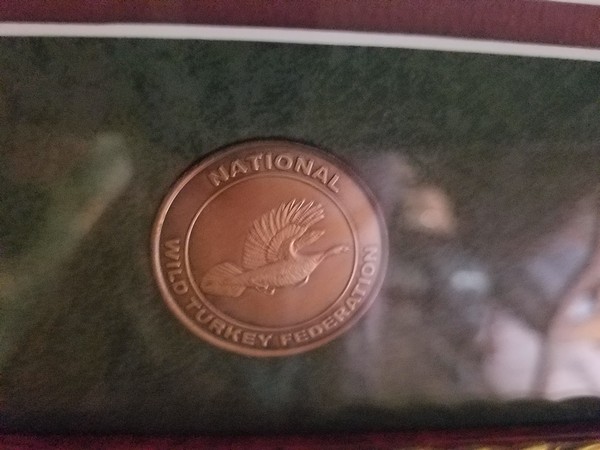 NATIONAL
WILD TURKEY FEDERATION